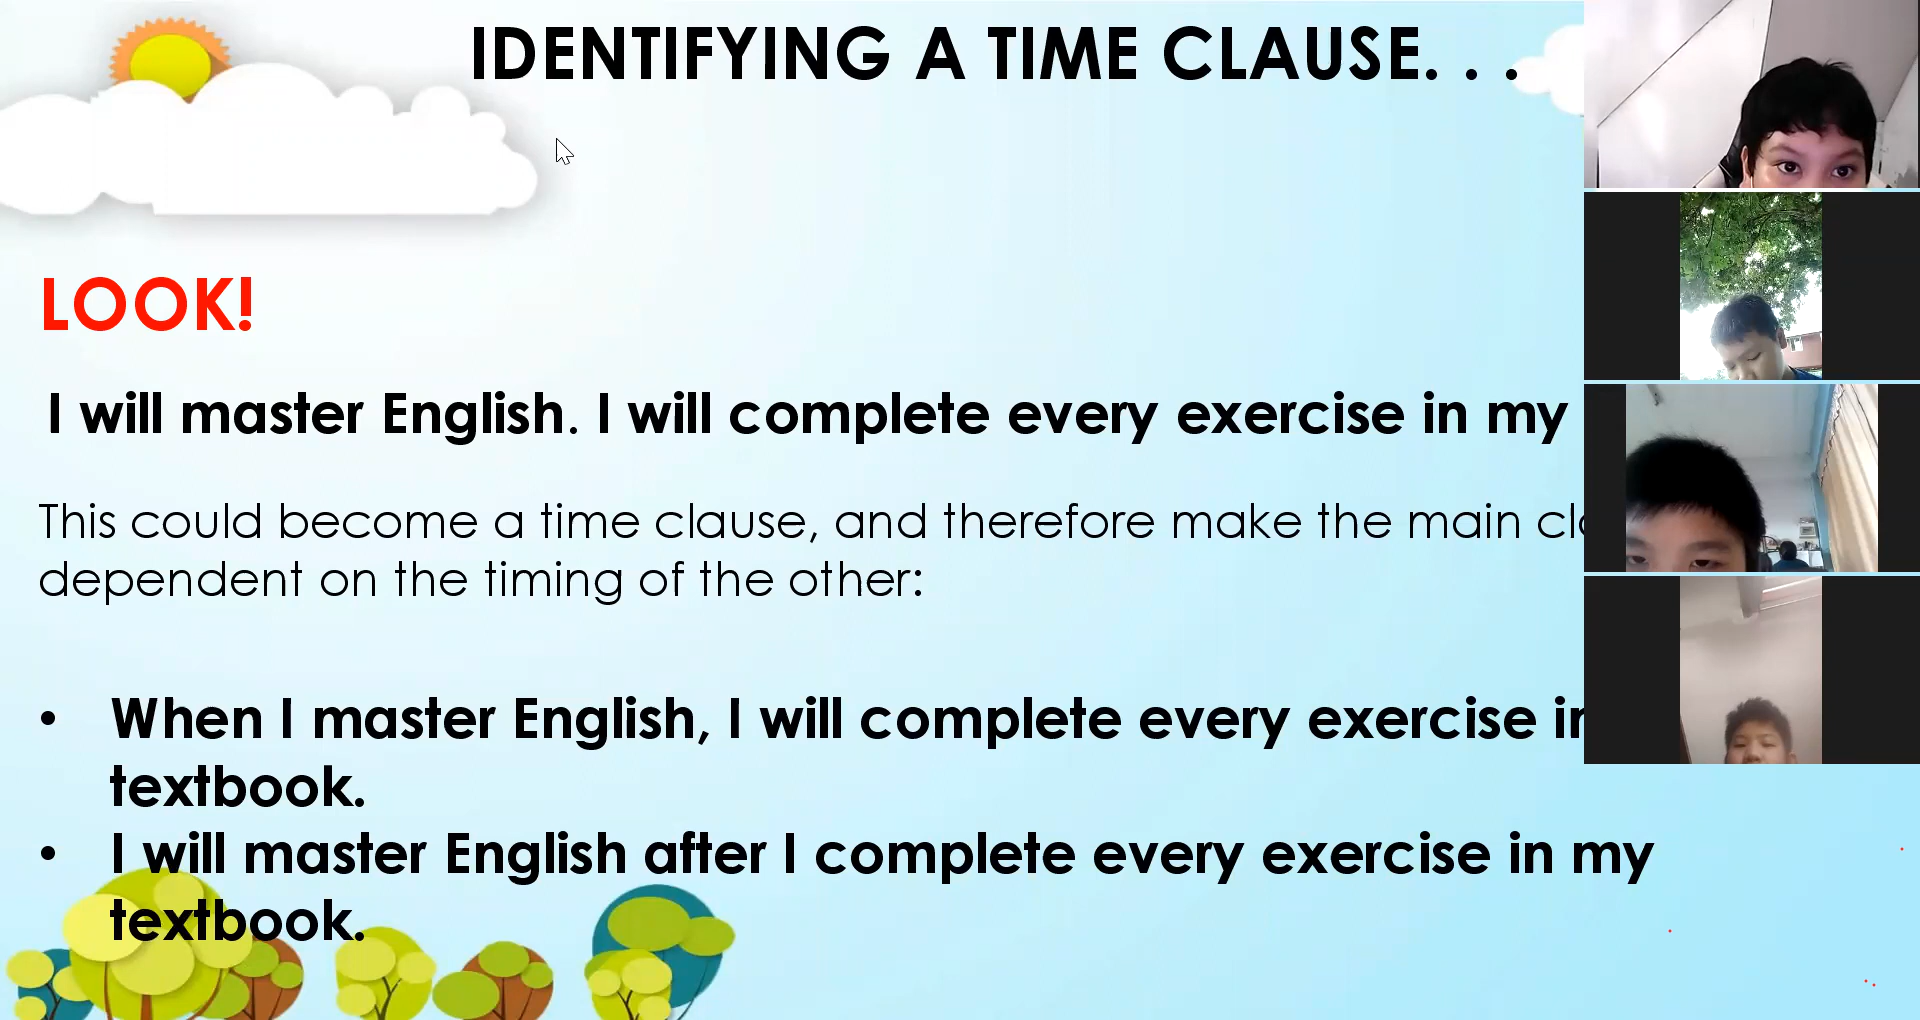 IDENTIFYING A TIME CLAUSE. . .
LOOK!
I will master English. I will complete every exercise in my
This could become a time clause, and therefore make the main
dependent on the timing of the other:
• When I master English, I will complete every exercise
textbook.
• I will master English after I complete every exercise in my
textbook.